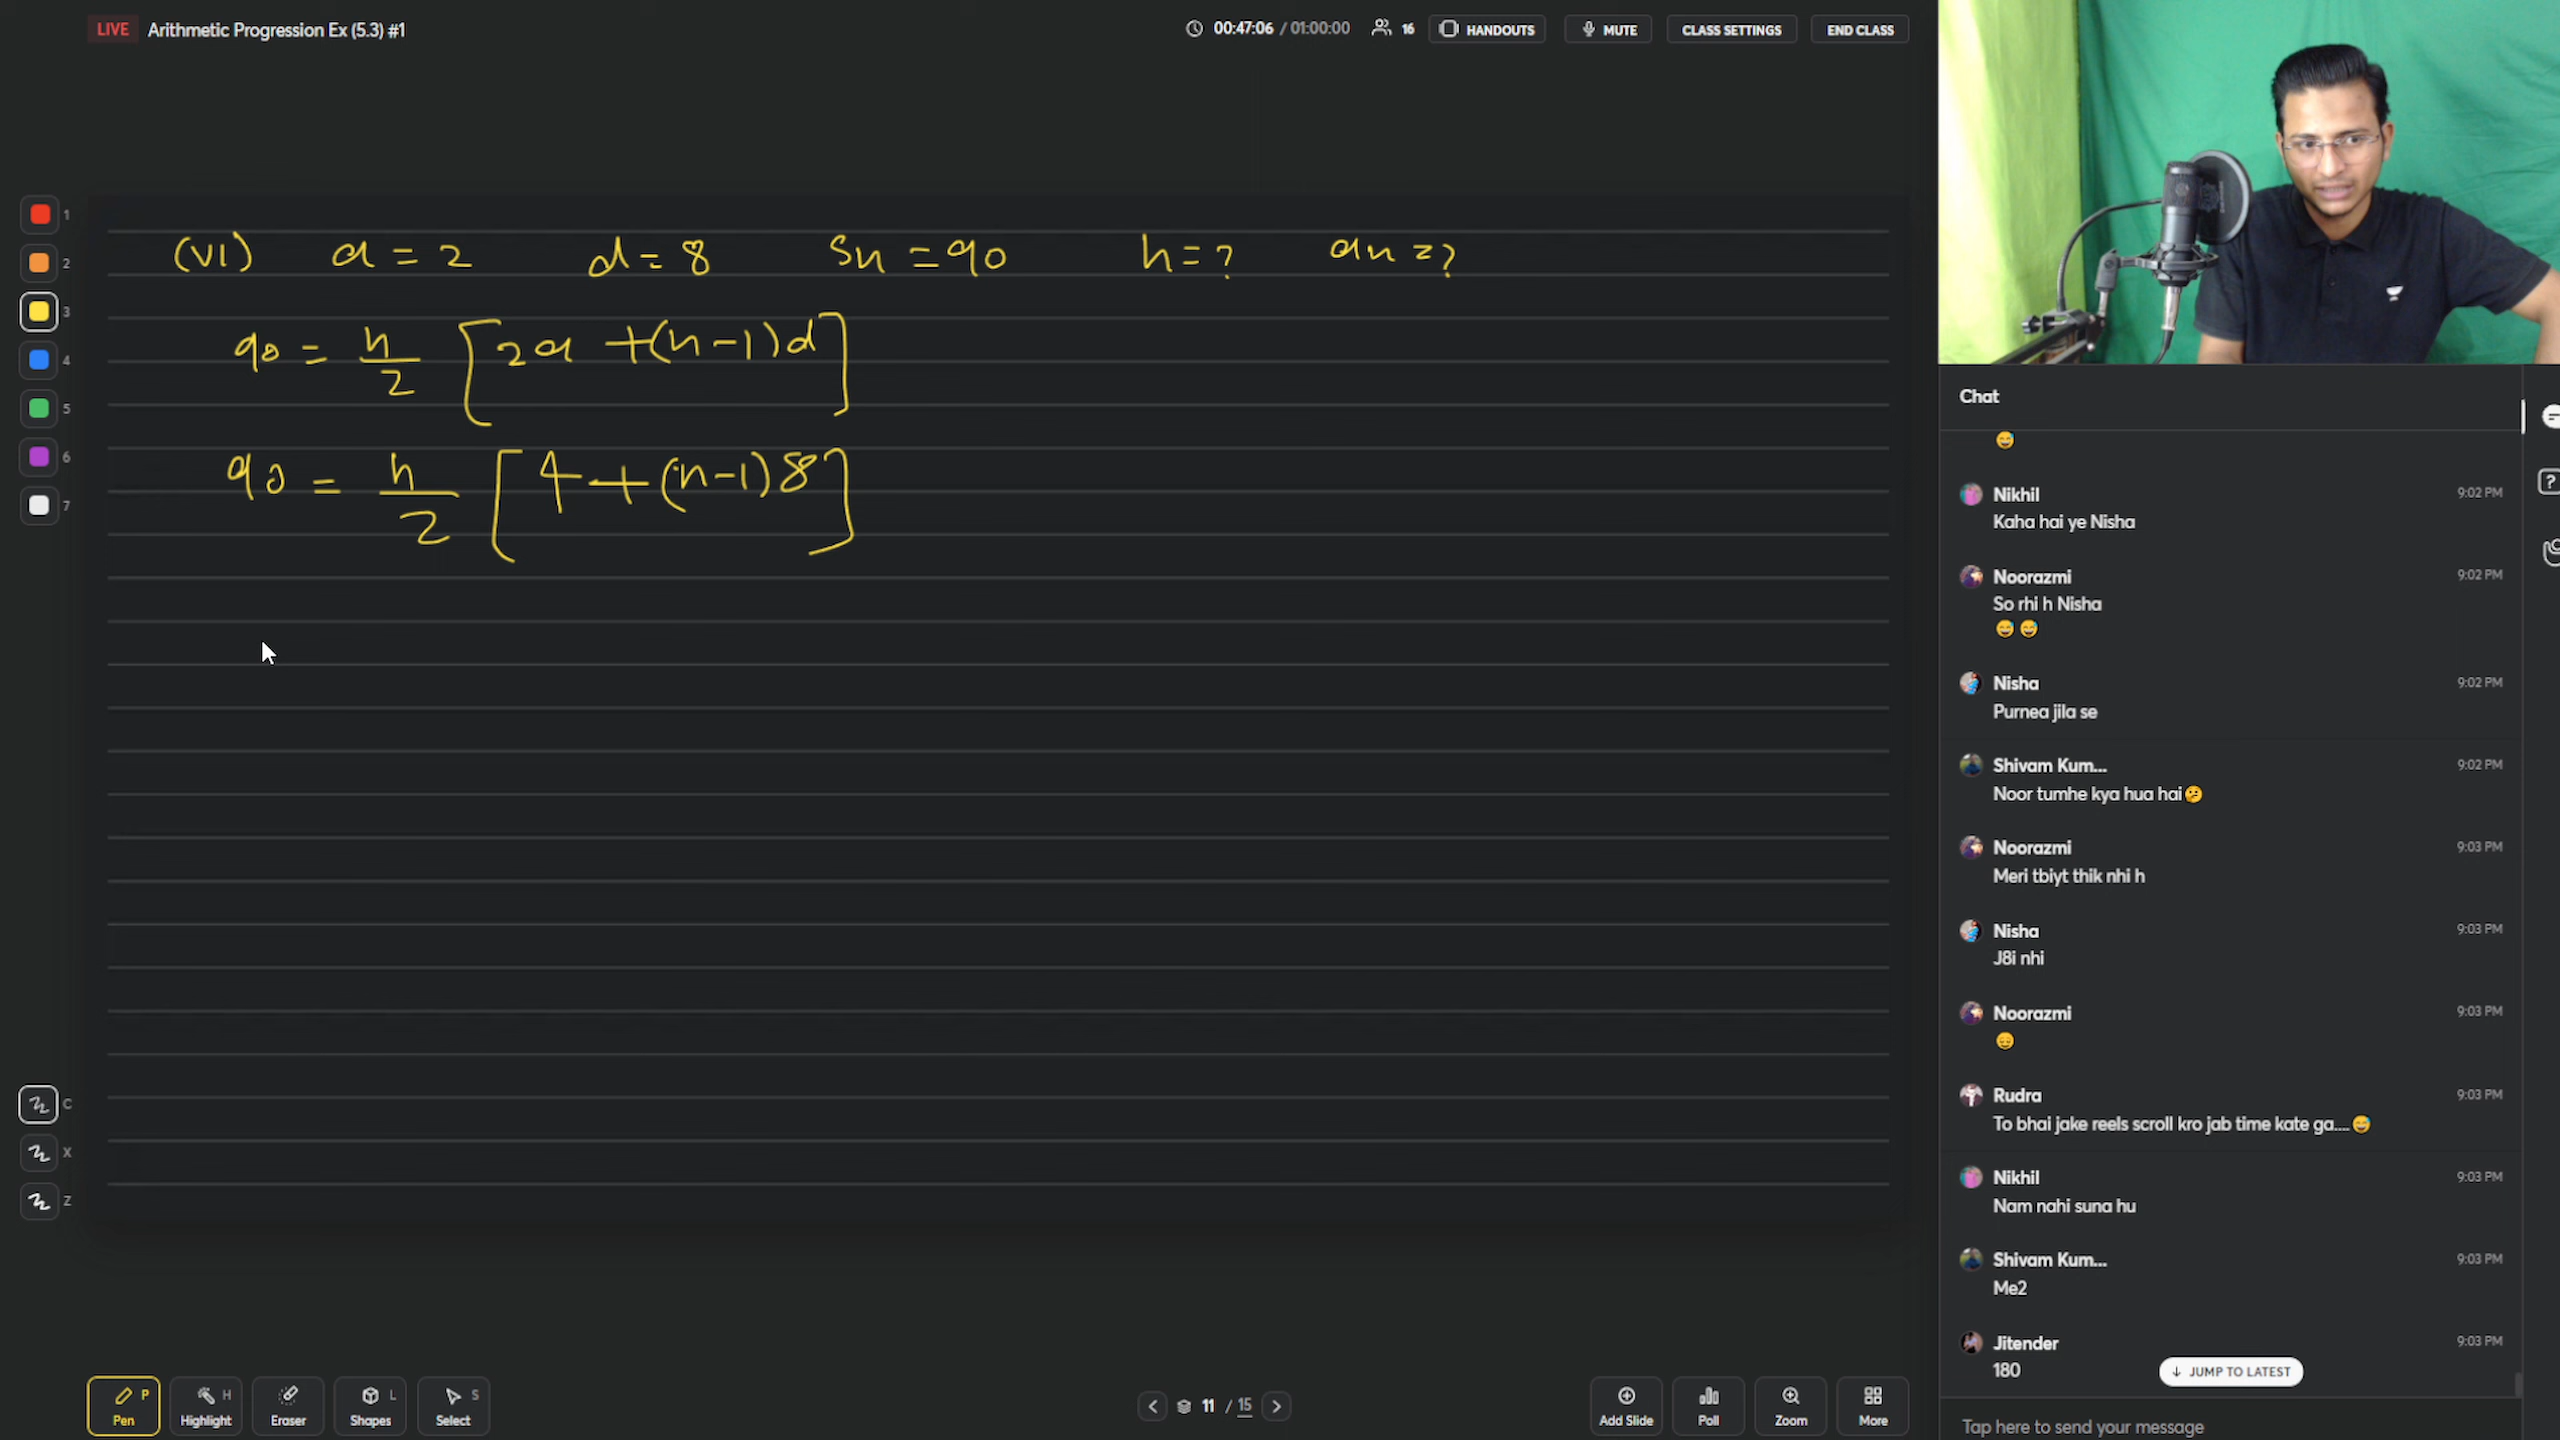 LIVE Arithmetic Progression Ex (5.3) #1
00:47:06 / 01:00:00 16 HANDOUTS MUTE CLASS SETTINGS END CLASS
1
2
3
4
5
6
7
(VI) a = 2 d = 8 Sn = 90 n = ? an = ?
90 = n/2 [2a + (n-1)d]
90 = n/2 [4 + (n-1)8]
C
X
Z
P Pen
H Highlight
Eraser
L Shapes
S Select
11 / 15
Add Slide
Poll
Zoom
More
Chat
😅
Nikhil 9:02 PM
Kaha hai ye Nisha
Noorazmi 9:02 PM
So rhi h Nisha
😅 😅
Nisha 9:02 PM
Purnea jila se
Shivam Kum... 9:02 PM
Noor tumhe kya hua hai🤔
Noorazmi 9:03 PM
Meri tbiyt thik nhi h
Nisha 9:03 PM
J8i nhi
Noorazmi 9:03 PM
😑
Rudra 9:03 PM
To bhai jake reels scroll kro jab time kate ga....😅
Nikhil 9:03 PM
Nam nahi suna hu
Shivam Kum... 9:03 PM
Me2
Jitender 9:03 PM
180
↓ JUMP TO LATEST
Tap here to send your message